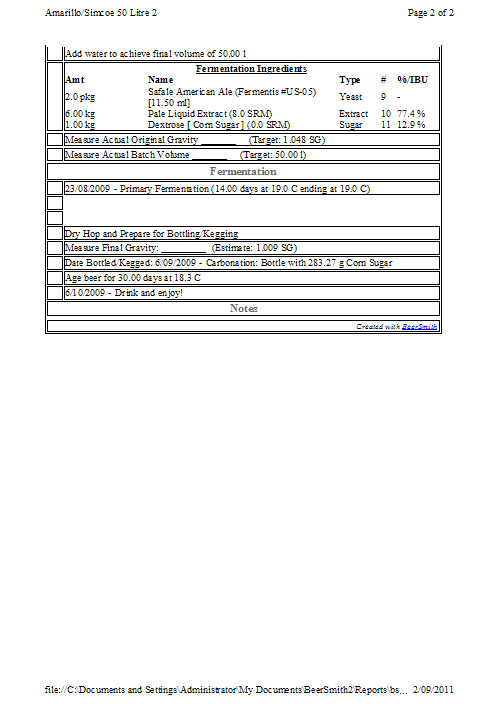 Amarillo/Simcoe 50 Litre 2 Page 2 of 2
Add water to achieve final volume of 50.00 l
Fermentation Ingredients
Amt Name Type # %/IBU
2.0 pkg Safale American Ale (Fermentis #US-05) [11.50 ml] Yeast 9 -
6.00 kg Pale Liquid Extract (8.0 SRM) Extract 10 77.4 %
1.00 kg Dextrose [ Corn Sugar ] (0.0 SRM) Sugar 11 12.9 %
Measure Actual Original Gravity _______ (Target: 1.048 SG)
Measure Actual Batch Volume _______ (Target: 50.00 l)
Fermentation
23/08/2009 - Primary Fermentation (14.00 days at 19.0 C ending at 19.0 C)
Dry Hop and Prepare for Bottling/Kegging
Measure Final Gravity: _________ (Estimate: 1.009 SG)
Date Bottled/Kegged: 6/09/2009 - Carbonation: Bottle with 283.27 g Corn Sugar
Age beer for 30.00 days at 18.3 C
6/10/2009 - Drink and enjoy!
Notes
Created with BeerSmith
file://C:\Documents and Settings\Administrator\My Documents\BeerSmith2\Reports\bs... 2/09/2011